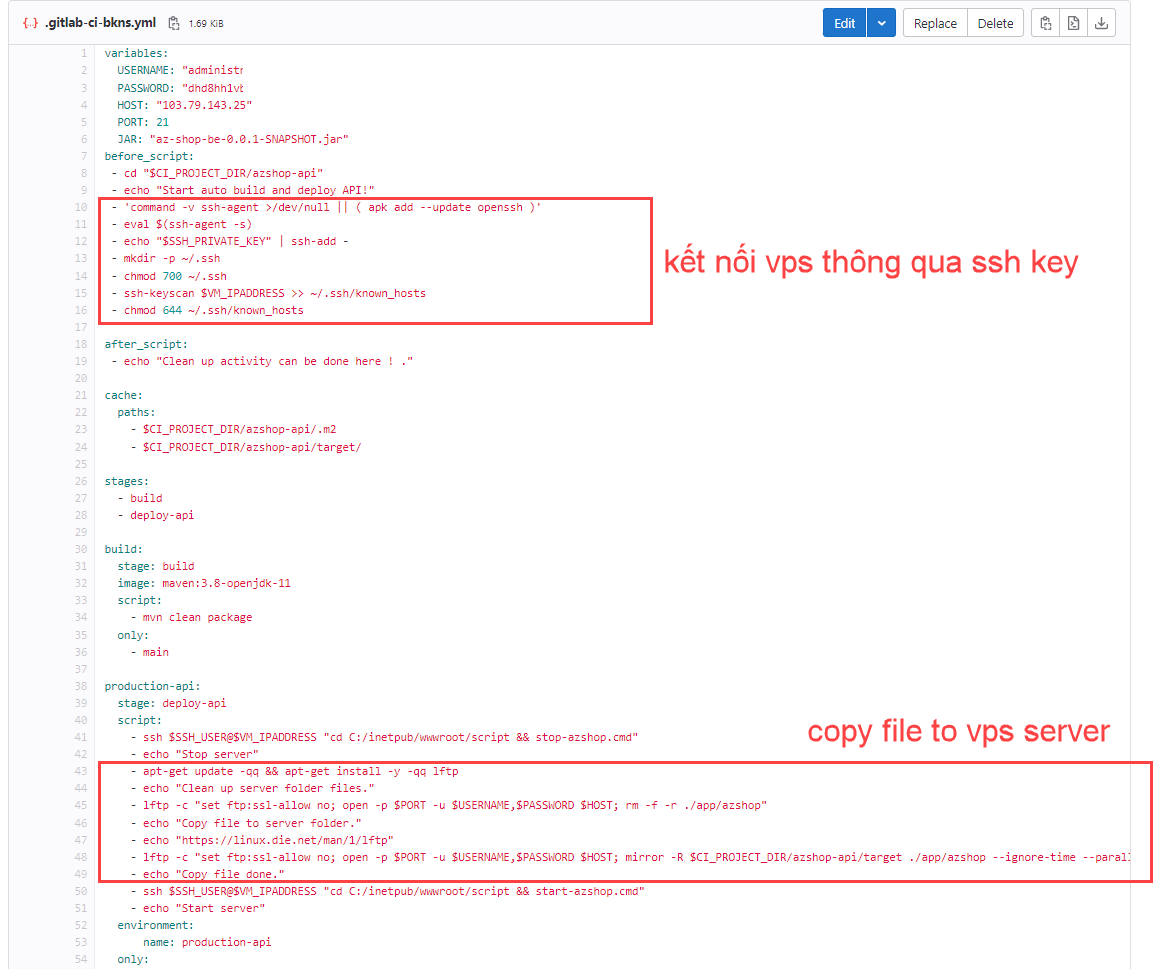 {..} .gitlab-ci-bkns.yml 1.69 KiB
Edit Replace Delete
1 variables:
2 USERNAME: "administr
3 PASSWORD: "dhd8hh1vb
4 HOST: "103.79.143.25"
5 PORT: 21
6 JAR: "az-shop-be-0.0.1-SNAPSHOT.jar"
7 before_script:
8 - cd "$CI_PROJECT_DIR/azshop-api"
9 - echo "Start auto build and deploy API!"
10 - 'command -v ssh-agent >/dev/null || ( apk add --update openssh )'
11 - eval $(ssh-agent -s)
12 - echo "$SSH_PRIVATE_KEY" | ssh-add -
13 - mkdir -p ~/.ssh
14 - chmod 700 ~/.ssh
15 - ssh-keyscan $VM_IPADDRESS >> ~/.ssh/known_hosts
16 - chmod 644 ~/.ssh/known_hosts
kết nối vps thông qua ssh key
17
18 after_script:
19 - echo "Clean up activity can be done here ! ."
20
21 cache:
22 paths:
23 - $CI_PROJECT_DIR/azshop-api/.m2
24 - $CI_PROJECT_DIR/azshop-api/target/
25
26 stages:
27 - build
28 - deploy-api
29
30 build:
31 stage: build
32 image: maven:3.8-openjdk-11
33 script:
34 - mvn clean package
35 only:
36 - main
37
38 production-api:
39 stage: deploy-api
40 script:
41 - ssh $SSH_USER@$VM_IPADDRESS "cd C:/inetpub/wwwroot/script && stop-azshop.cmd"
42 - echo "Stop server"
copy file to vps server
43 - apt-get update -qq && apt-get install -y -qq lftp
44 - echo "Clean up server folder files."
45 - lftp -c "set ftp:ssl-allow no; open -p $PORT -u $USERNAME,$PASSWORD $HOST; rm -f -r ./app/azshop"
46 - echo "Copy file to server folder."
47 - echo "https://linux.die.net/man/1/lftp"
48 - lftp -c "set ftp:ssl-allow no; open -p $PORT -u $USERNAME,$PASSWORD $HOST; mirror -R $CI_PROJECT_DIR/azshop-api/target ./app/azshop --ignore-time --paral
49 - echo "Copy file done."
50 - ssh $SSH_USER@$VM_IPADDRESS "cd C:/inetpub/wwwroot/script && start-azshop.cmd"
51 - echo "Start server"
52 environment:
53 name: production-api
54 only: